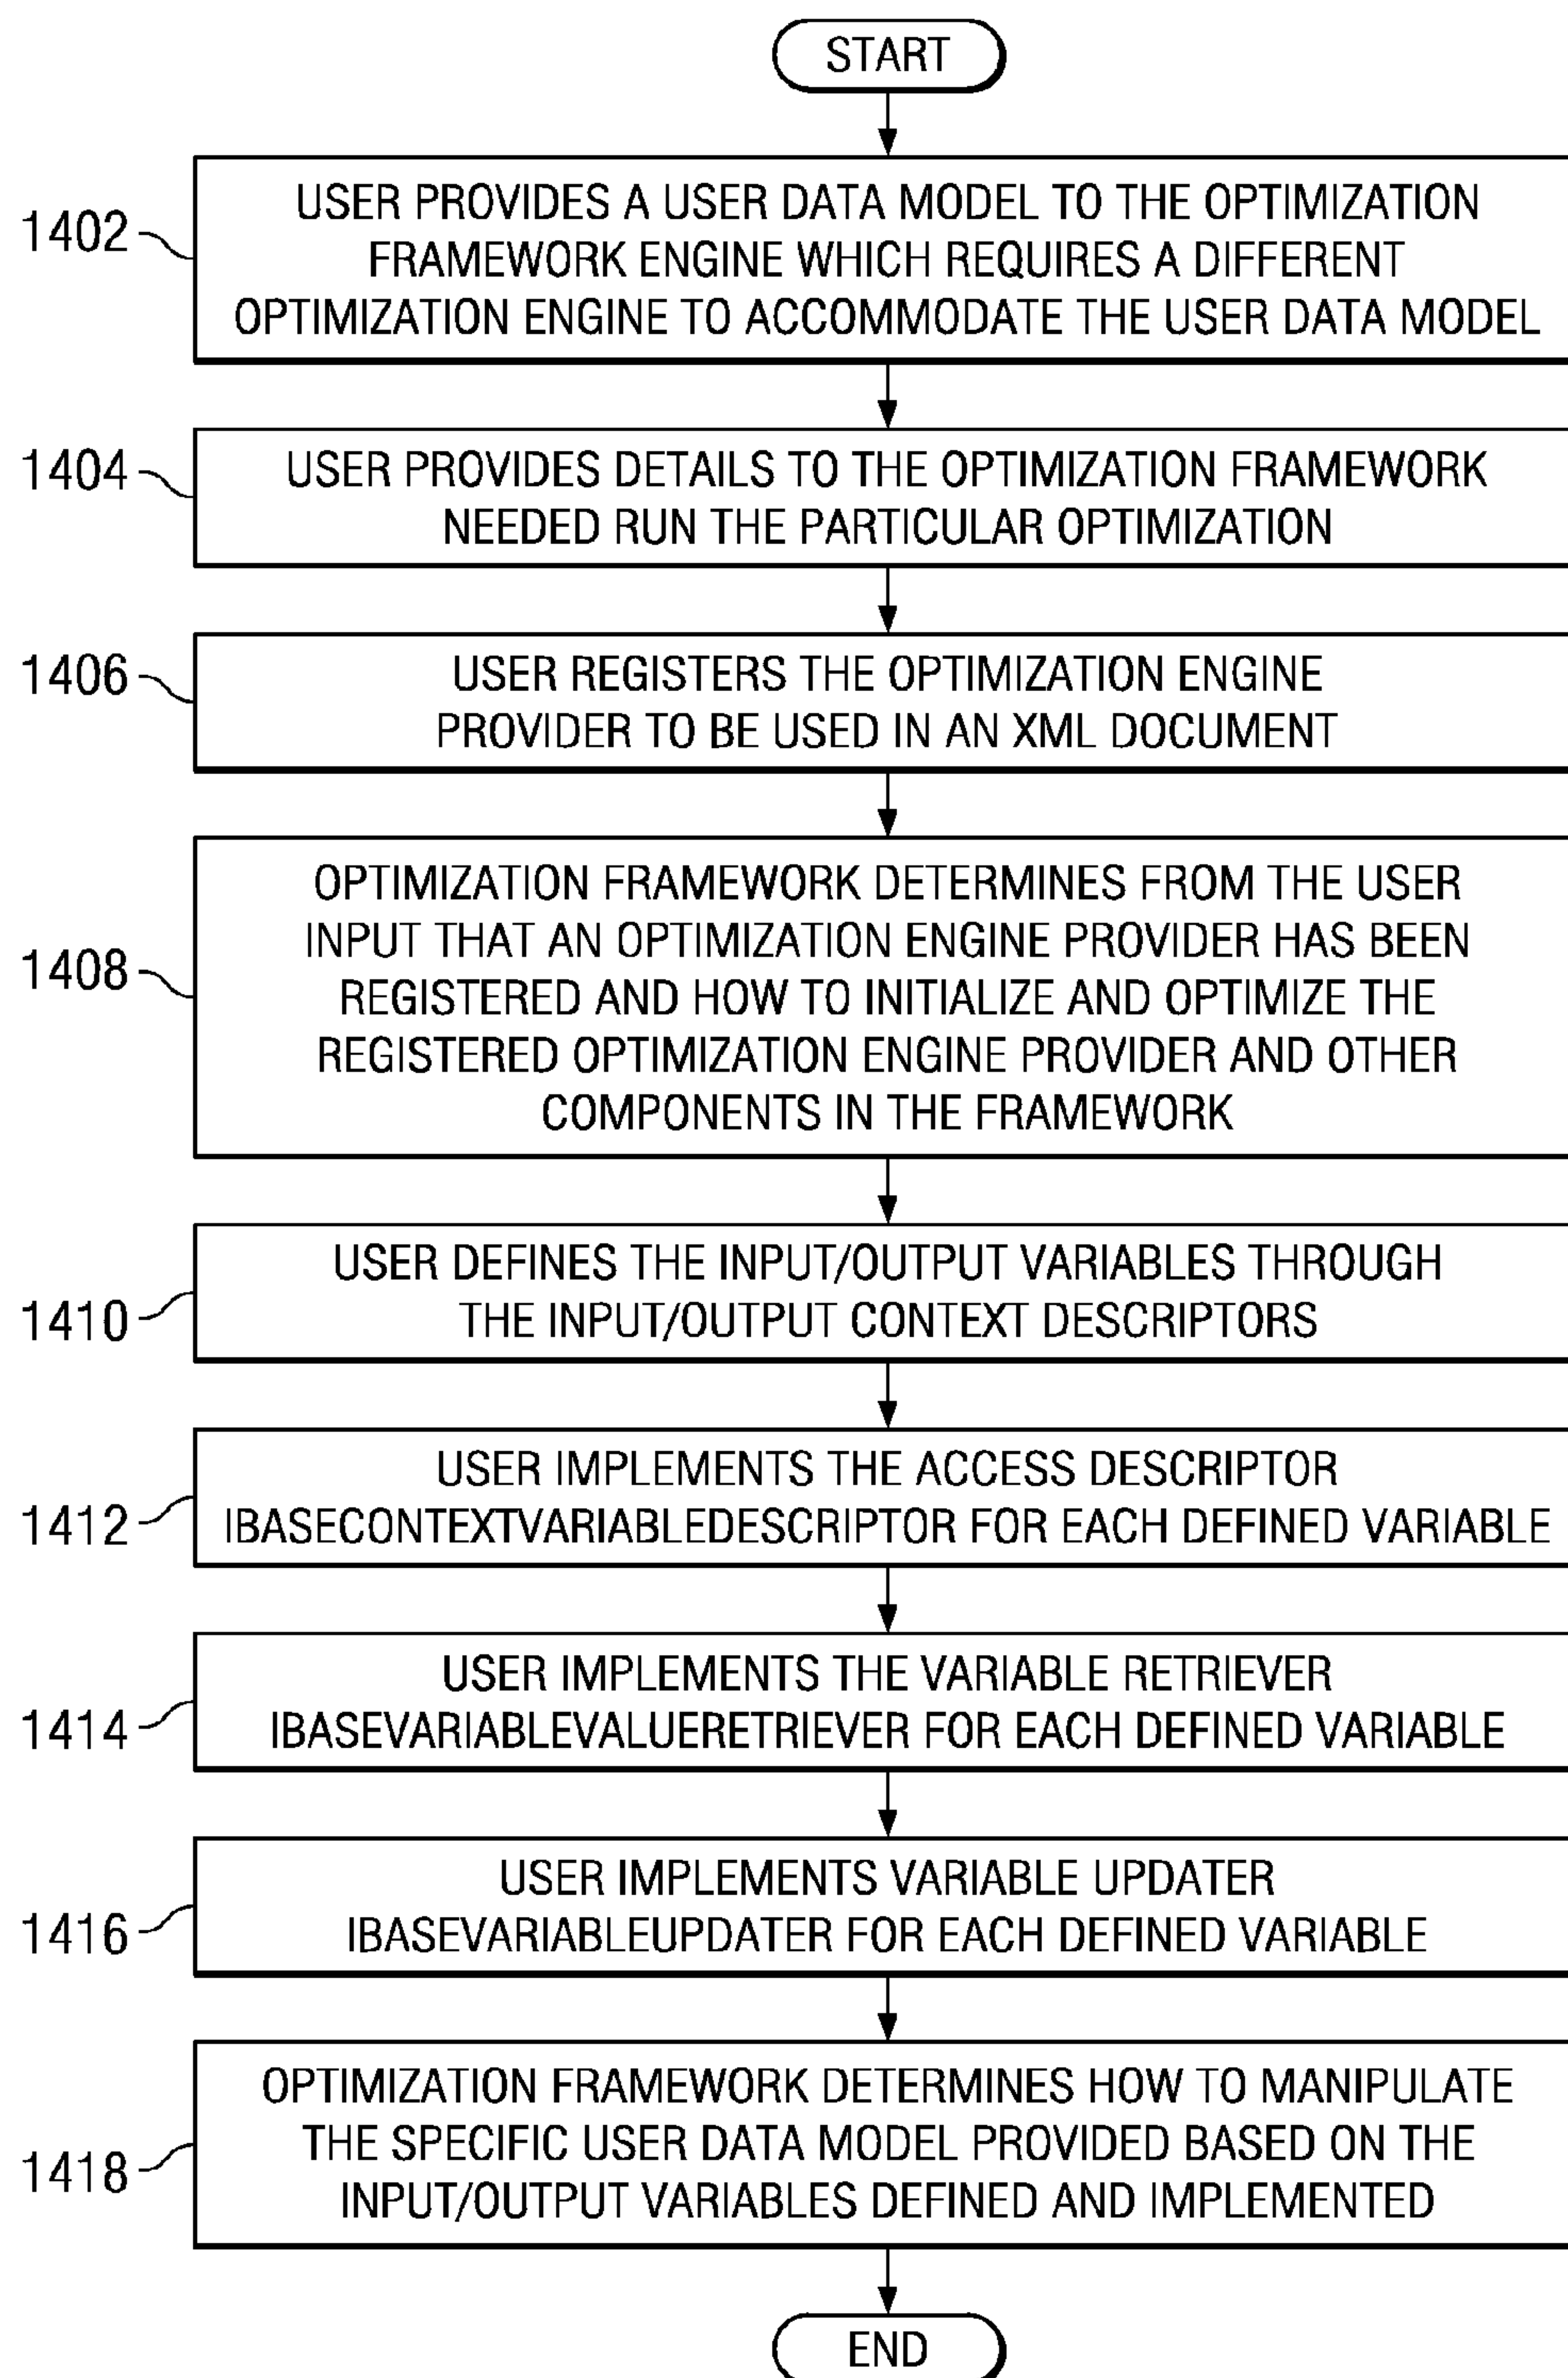 START
1402
USER PROVIDES A USER DATA MODEL TO THE OPTIMIZATION
FRAMEWORK ENGINE WHICH REQUIRES A DIFFERENT
OPTIMIZATION ENGINE TO ACCOMMODATE THE USER DATA MODEL
1404
USER PROVIDES DETAILS TO THE OPTIMIZATION FRAMEWORK
NEEDED RUN THE PARTICULAR OPTIMIZATION
1406
USER REGISTERS THE OPTIMIZATION ENGINE
PROVIDER TO BE USED IN AN XML DOCUMENT
1408
OPTIMIZATION FRAMEWORK DETERMINES FROM THE USER
INPUT THAT AN OPTIMIZATION ENGINE PROVIDER HAS BEEN
REGISTERED AND HOW TO INITIALIZE AND OPTIMIZE THE
REGISTERED OPTIMIZATION ENGINE PROVIDER AND OTHER
COMPONENTS IN THE FRAMEWORK
1410
USER DEFINES THE INPUT/OUTPUT VARIABLES THROUGH
THE INPUT/OUTPUT CONTEXT DESCRIPTORS
1412
USER IMPLEMENTS THE ACCESS DESCRIPTOR
IBASECONTEXTVARIABLEDESCRIPTOR FOR EACH DEFINED VARIABLE
1414
USER IMPLEMENTS THE VARIABLE RETRIEVER
IBASEVARIABLEVALUERETRIEVER FOR EACH DEFINED VARIABLE
1416
USER IMPLEMENTS VARIABLE UPDATER
IBASEVARIABLEUPDATER FOR EACH DEFINED VARIABLE
1418
OPTIMIZATION FRAMEWORK DETERMINES HOW TO MANIPULATE
THE SPECIFIC USER DATA MODEL PROVIDED BASED ON THE
INPUT/OUTPUT VARIABLES DEFINED AND IMPLEMENTED
END